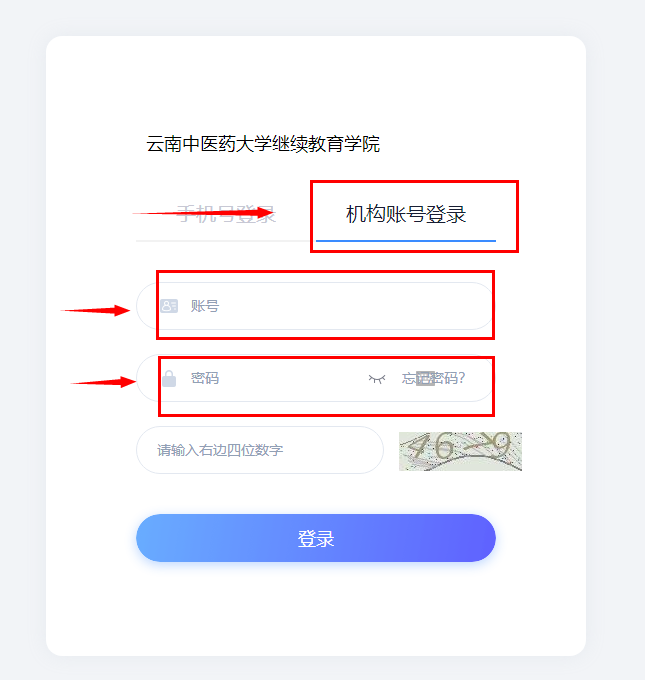 云南中医药大学继续教育学院
手机号登录 机构账号登录
账号
密码 忘记密码?
请输入右边四位数字
登录